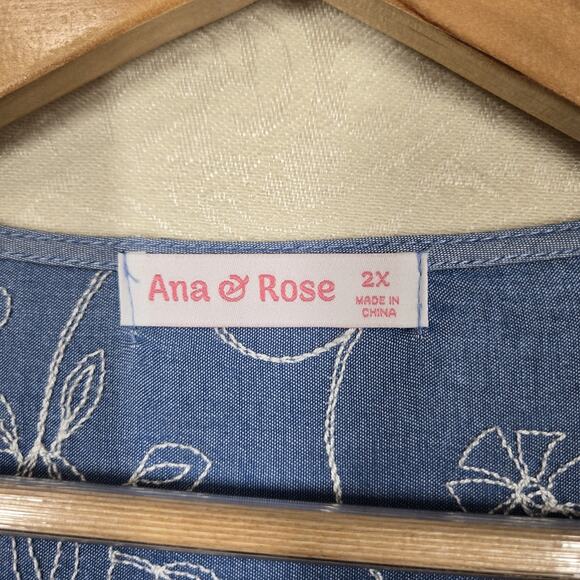 Ana & Rose 2X
MADE IN
CHINA